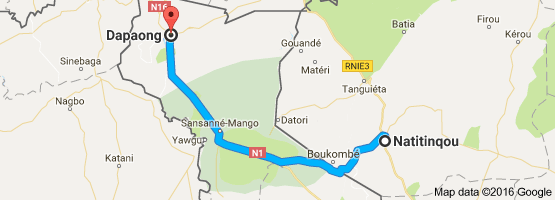 N16
Dapaong
Firou
Batia
Kérou
Gouandé
Sinebaga
Matéri
RNIE3
Tanguiéta
Nagbo
Datori
Sansanné-Mango
Yawgu
Natitinqou
N1
Boukombé
Katani
Map data ©2016 Google